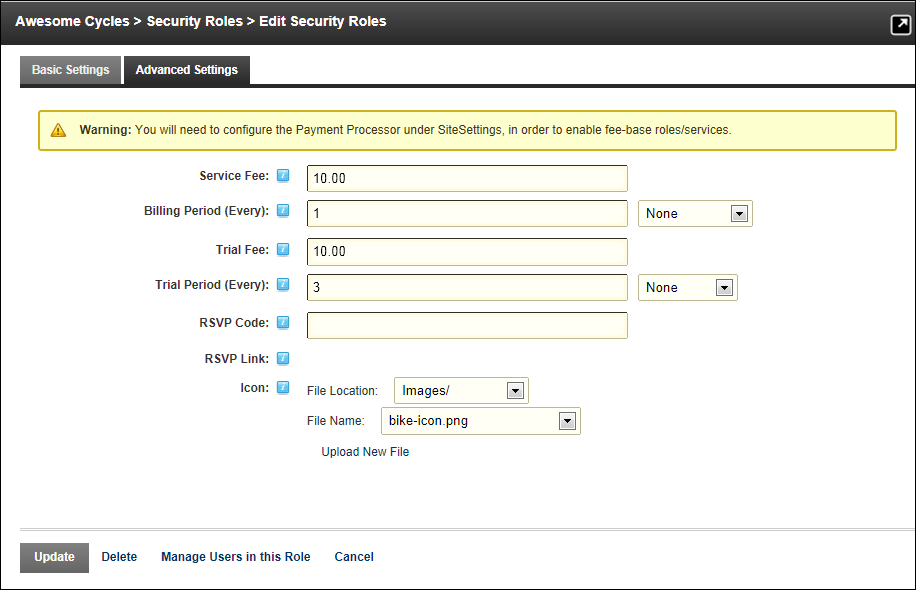 Awesome Cycles > Security Roles > Edit Security Roles
Basic Settings Advanced Settings
Warning: You will need to configure the Payment Processor under SiteSettings, in order to enable fee-base roles/services.
Service Fee: 10.00
Billing Period (Every): 1 None
Trial Fee: 10.00
Trial Period (Every): 3 None
RSVP Code:
RSVP Link:
Icon: File Location: Images/
File Name: bike-icon.png
Upload New File
Update Delete Manage Users in this Role Cancel